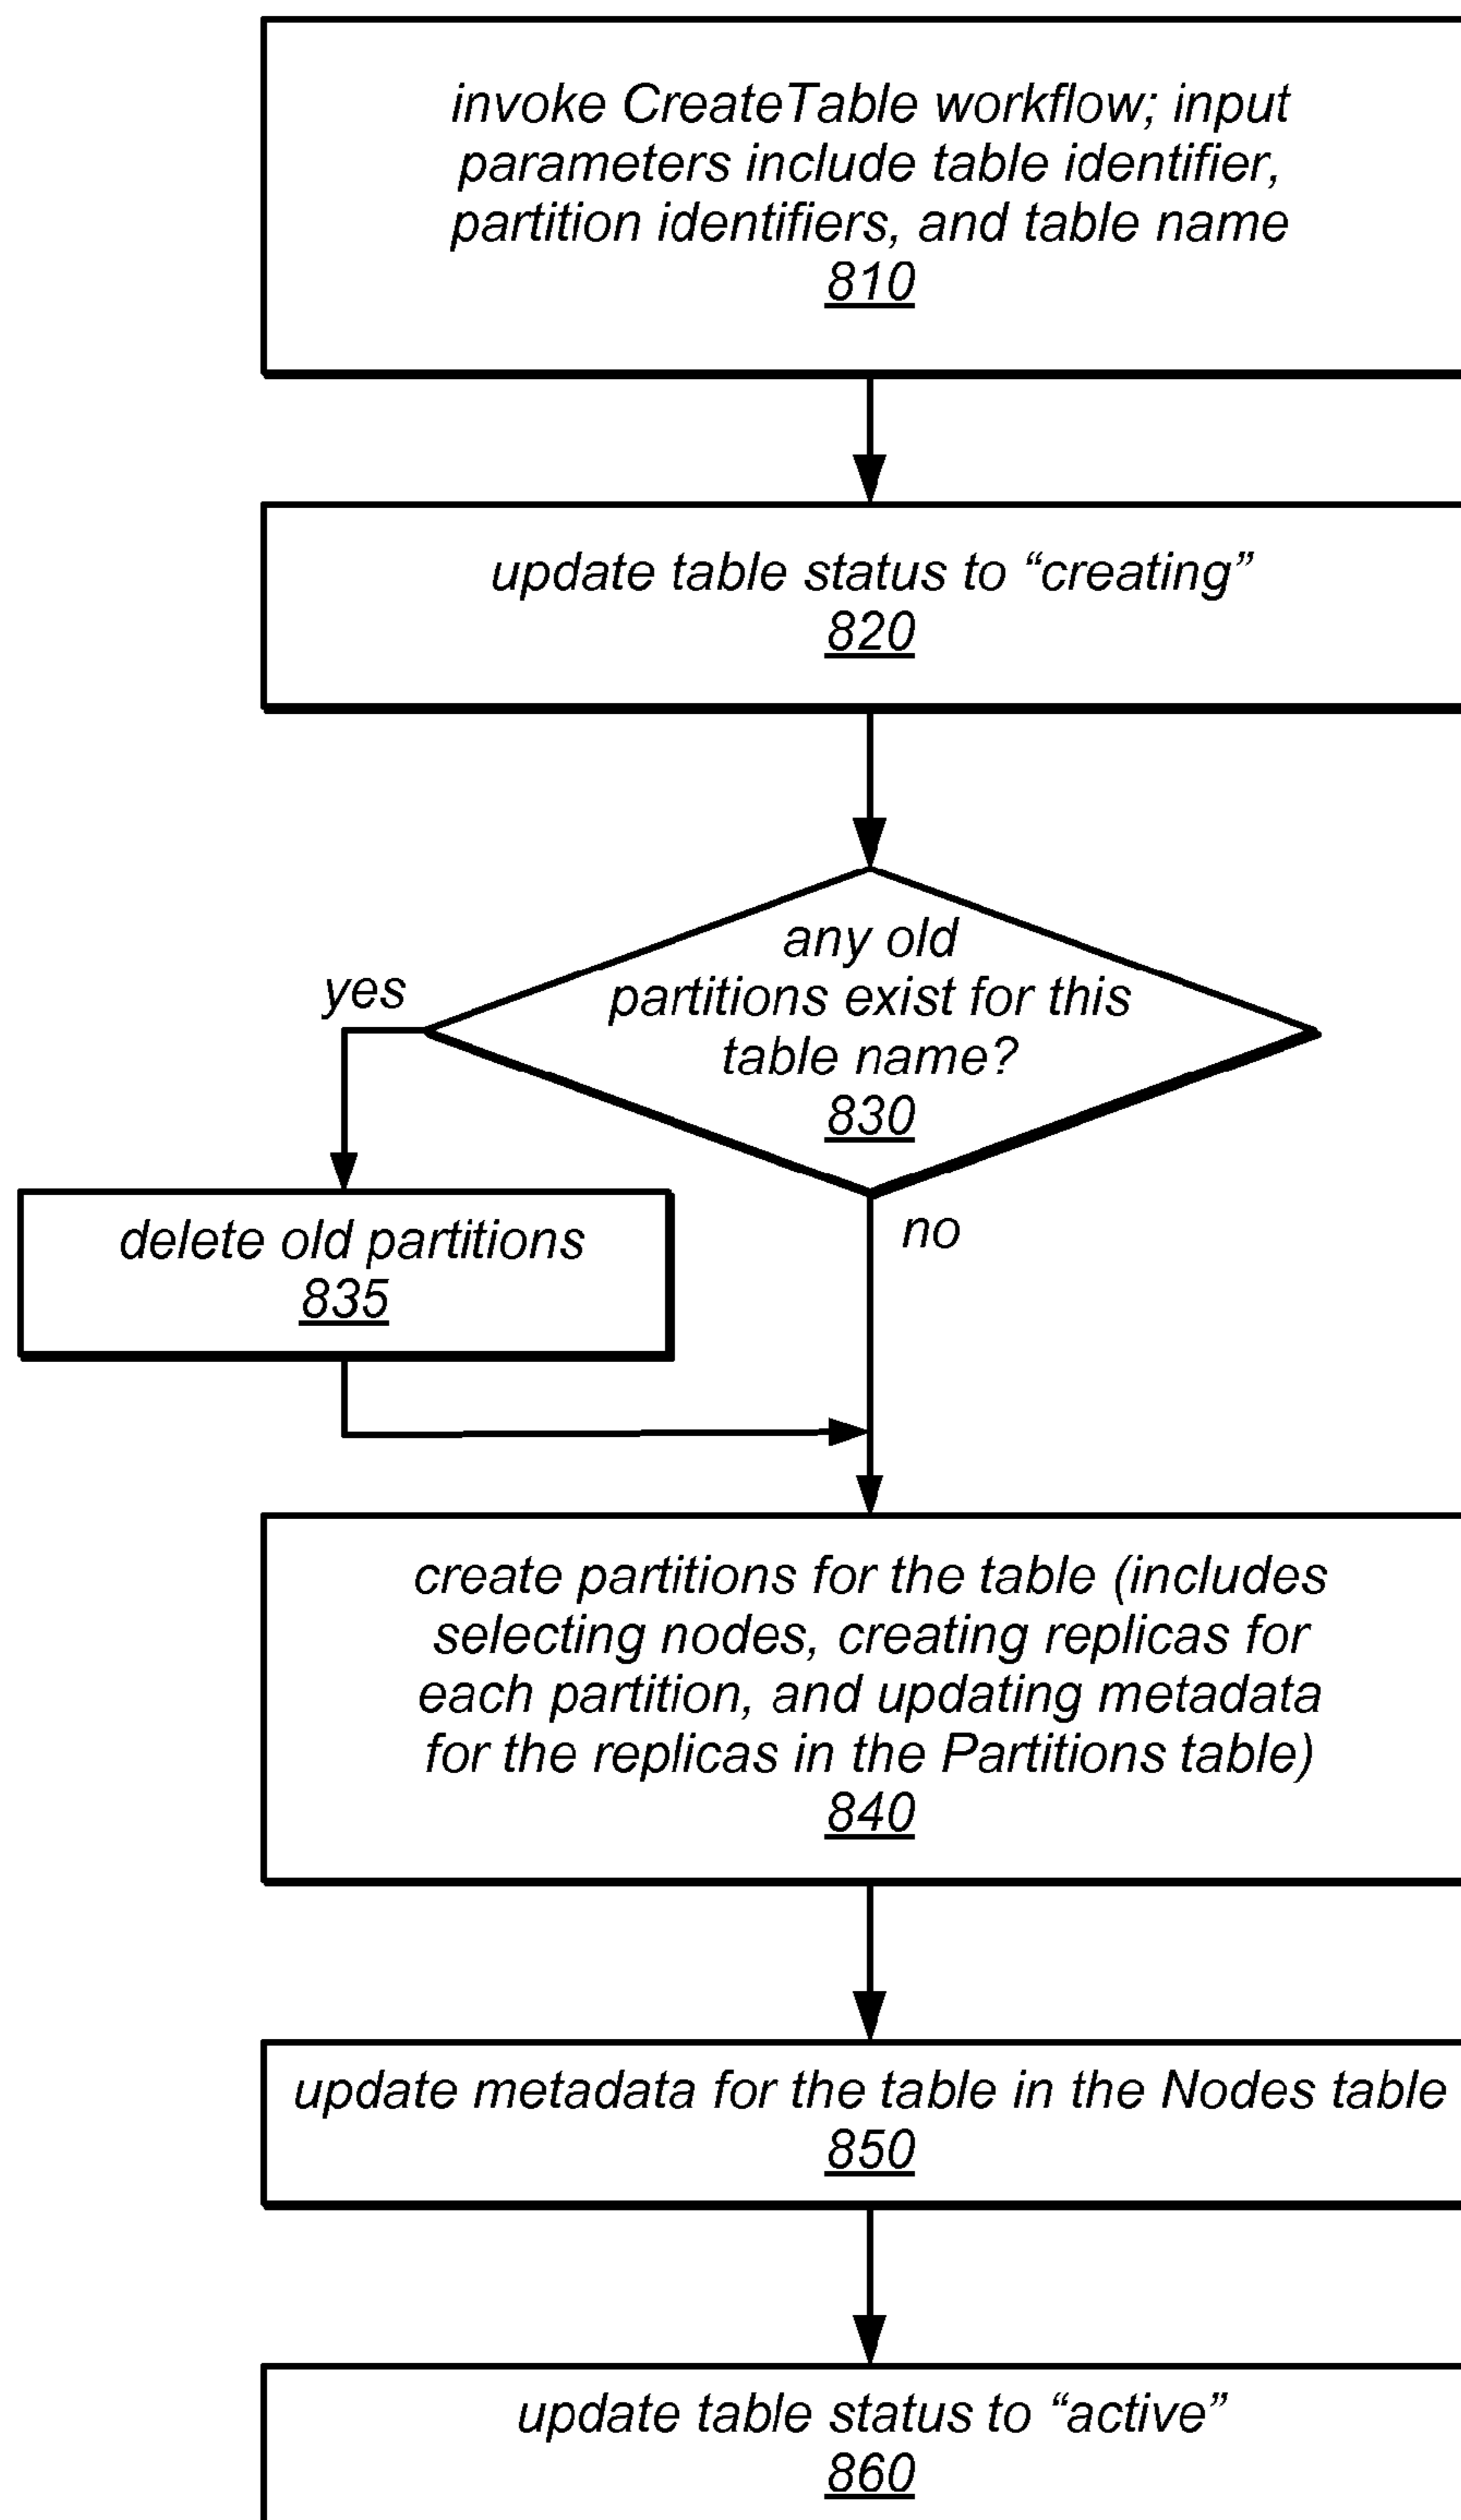 invoke CreateTable workflow; input
parameters include table identifier,
partition identifiers, and table name
810
update table status to “creating”
820
any old
partitions exist for this
table name?
830
yes
no
delete old partitions
835
create partitions for the table (includes
selecting nodes, creating replicas for
each partition, and updating metadata
for the replicas in the Partitions table)
840
update metadata for the table in the Nodes table
850
update table status to “active”
860